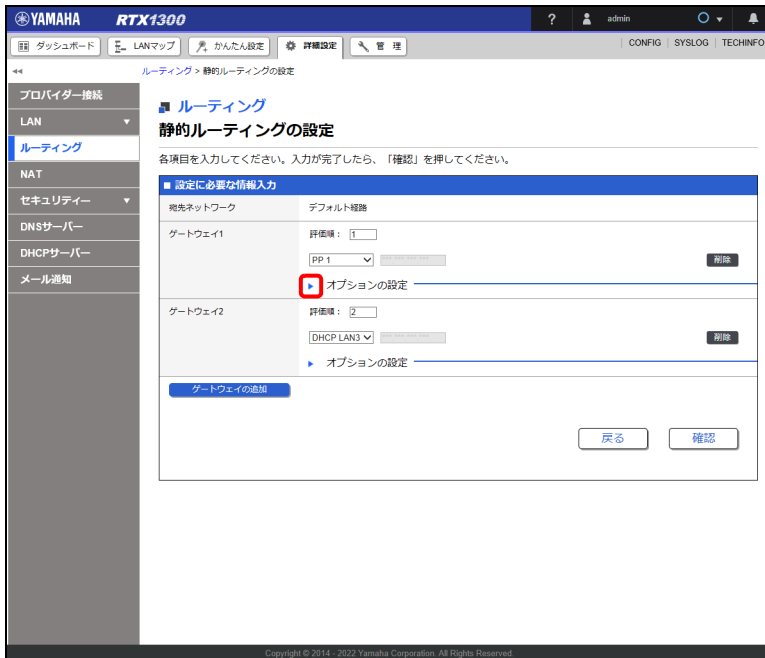 YAMAHA RTX1300 ? admin
ダッシュボード LANマップ かんたん設定 詳細設定 管 理 CONFIG SYSLOG TECHINFO
ルーティング > 静的ルーティングの設定
プロバイダー接続
LAN
ルーティング
NAT
セキュリティー
DNSサーバー
DHCPサーバー
メール通知
ルーティング
静的ルーティングの設定
各項目を入力してください。入力が完了したら、「確認」を押してください。
■ 設定に必要な情報入力
宛先ネットワーク デフォルト経路
ゲートウェイ1 評価順： 1
PP 1 削除
オプションの設定
ゲートウェイ2 評価順： 2
DHCP LAN3 削除
オプションの設定
ゲートウェイの追加
戻る 確認
Copyright © 2014 - 2022 Yamaha Corporation. All Rights Reserved.